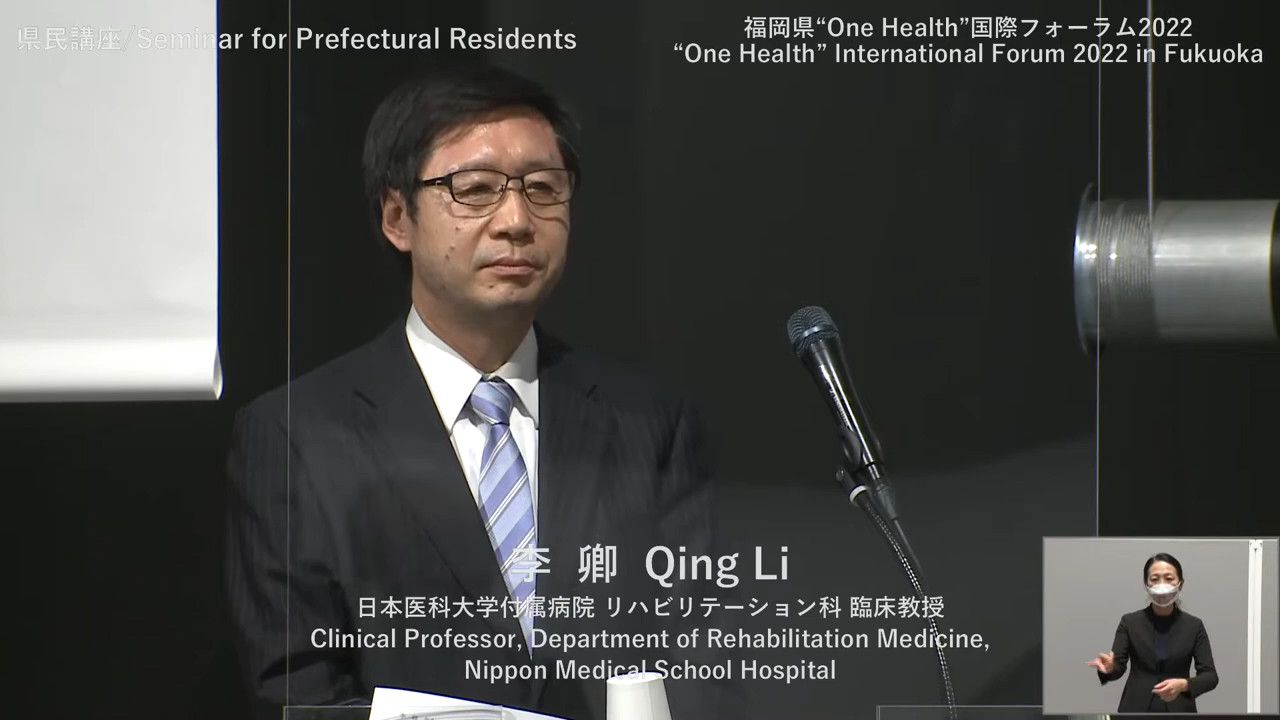 県民講座/Seminar for Prefectural Residents
福岡県“One Health”国際フォーラム2022
“One Health” International Forum 2022 in Fukuoka
李 卿 Qing Li
日本医科大学付属病院 リハビリテーション科 臨床教授
Clinical Professor, Department of Rehabilitation Medicine,
Nippon Medical School Hospital